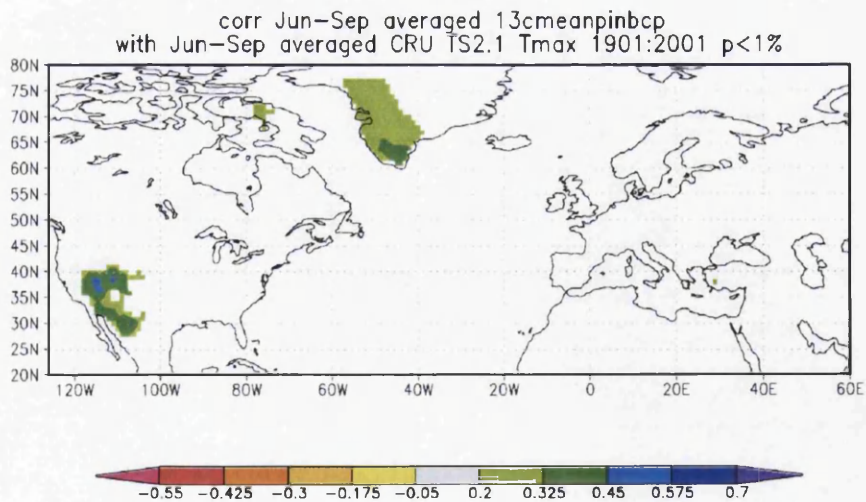 corr Jun-Sep averaged 13cmeanpinbcp
with Jun-Sep averaged CRU TS2.1 Tmax 1901:2001 p<1%
80N
75N
70N
65N
60N
55N
50N
45N
40N
35N
30N
25N
20N
120W 100W 80W 60W 40W 20W 0 20E 40E 60E
-0.55 -0.425 -0.3 -0.175 -0.05 0.2 0.325 0.45 0.575 0.7